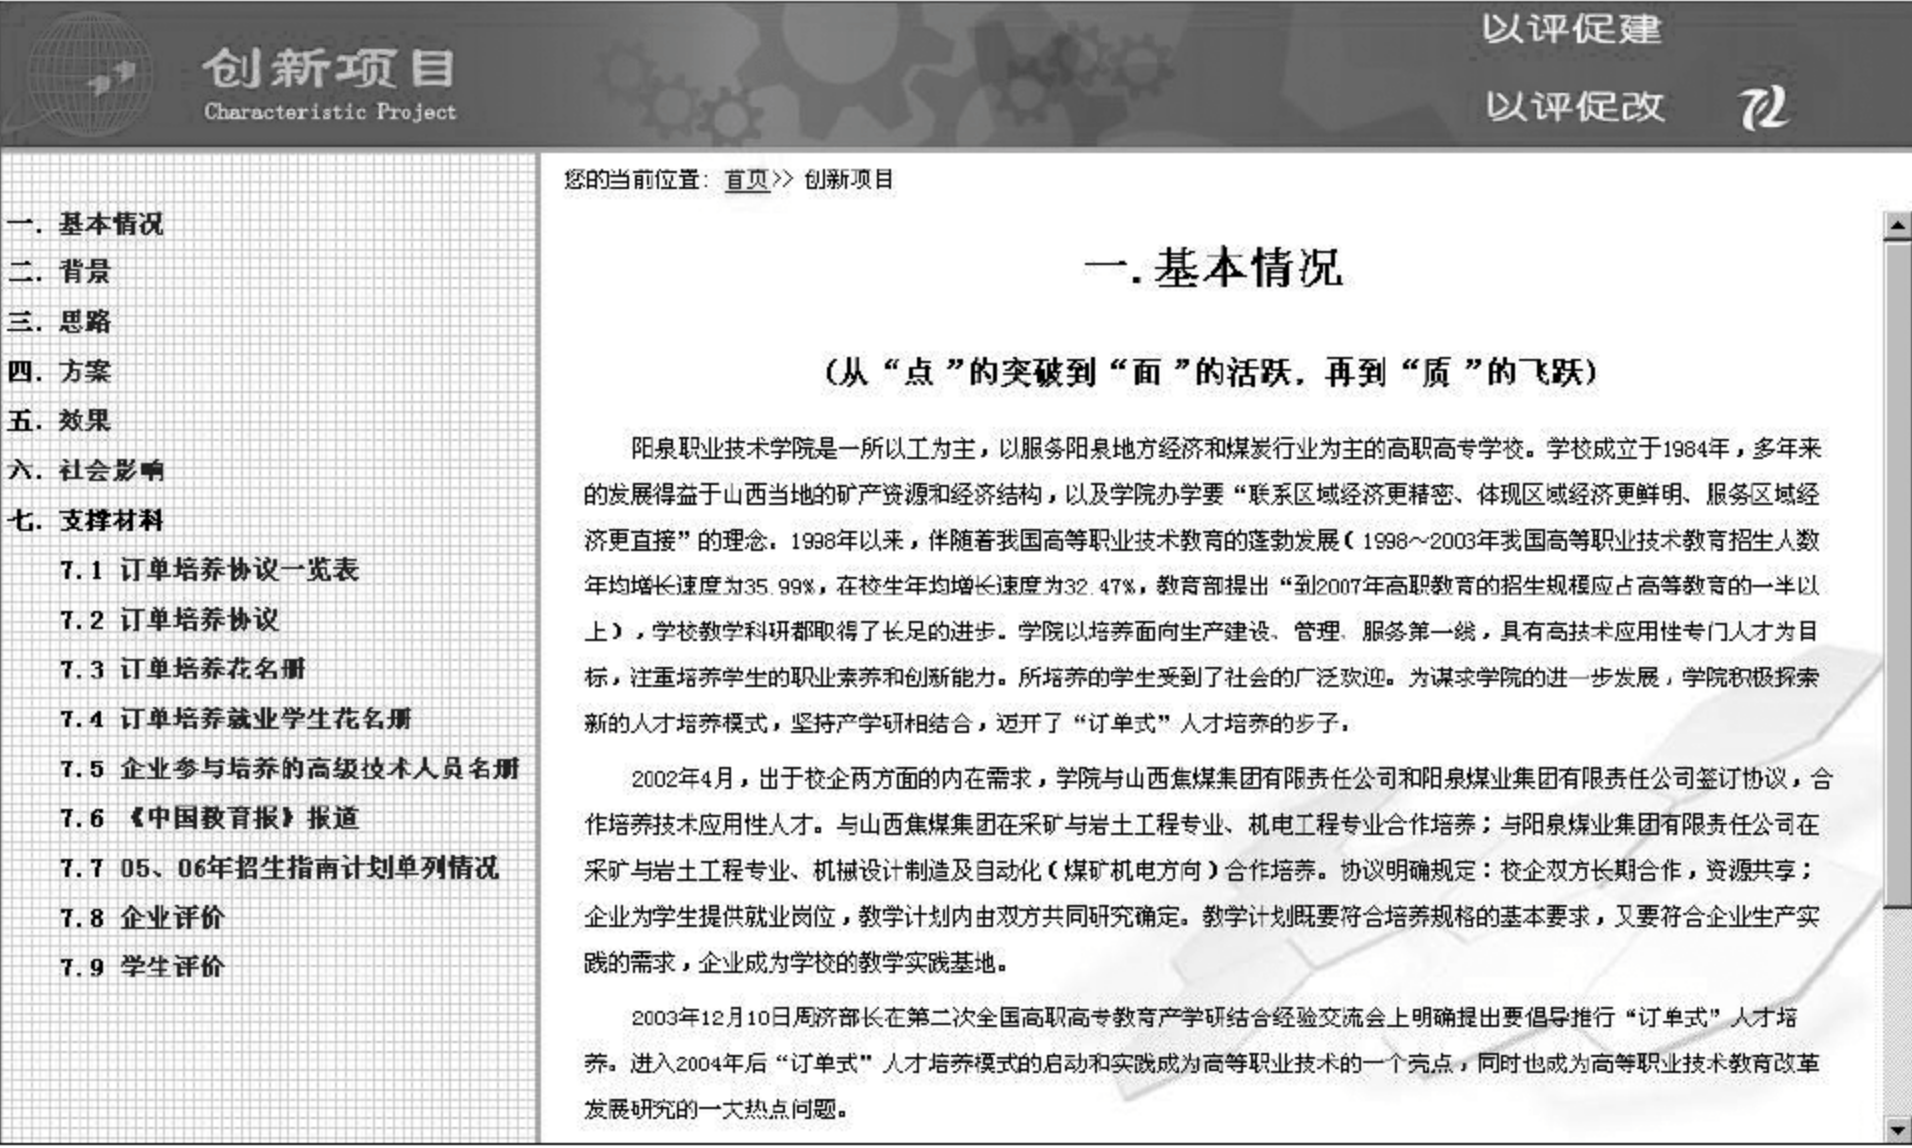 创新项目
Characteristic Project
以评促建
以评促改
您的当前位置：首页>> 创新项目
一．基本情况
二．背景
三．思路
四．方案
五．效果
六．社会影响
七．支撑材料
7.1 订单培养协议一览表
7.2 订单培养协议
7.3 订单培养花名册
7.4 订单培养就业学生花名册
7.5 企业参与培养的高级技术人员名册
7.6 《中国教育报》报道
7.7 05、06年招生指南计划单列情况
7.8 企业评价
7.9 学生评价
一.基本情况
(从“点”的突破到“面”的活跃，再到“质”的飞跃)
阳泉职业技术学院是一所以工为主，以服务阳泉地方经济和煤炭行业为主的高职高专学校。学校成立于1984年，多年来
的发展得益于山西当地的矿产资源和经济结构，以及学院办学要“联系区域经济更精密、体现区域经济更鲜明、服务区域经
济更直接”的理念。1998年以来，伴随着我国高等职业技术教育的蓬勃发展（1998～2003年我国高等职业技术教育招生人数
年均增长速度为35.99%，在校生年均增长速度为32.47%，教育部提出“到2007年高职教育的招生规模应占高等教育的一半以
上），学校教学科研都取得了长足的进步。学院以培养面向生产建设、管理、服务第一线，具有高技术应用性专门人才为目
标，注重培养学生的职业素养和创新能力。所培养的学生受到了社会的广泛欢迎。为谋求学院的进一步发展，学院积极探索
新的人才培养模式，坚持产学研相结合，迈开了“订单式”人才培养的步子。
2002年4月，出于校企两方面的内在需求，学院与山西焦煤集团有限责任公司和阳泉煤业集团有限责任公司签订协议，合
作培养技术应用性人才。与山西焦煤集团在采矿与岩土工程专业、机电工程专业合作培养；与阳泉煤业集团有限责任公司在
采矿与岩土工程专业、机械设计制造及自动化（煤矿机电方向）合作培养。协议明确规定：校企双方长期合作，资源共享；
企业为学生提供就业岗位，教学计划内由双方共同研究确定。教学计划既要符合培养规格的基本要求，又要符合企业生产实
践的需求，企业成为学校的教学实践基地。
2003年12月10日周济部长在第二次全国高职高专教育产学研结合经验交流会上明确提出要倡导推行“订单式”人才培
养。进入2004年后“订单式”人才培养模式的启动和实践成为高等职业技术的一个亮点，同时也成为高等职业技术教育改革
发展研究的一大热点问题。